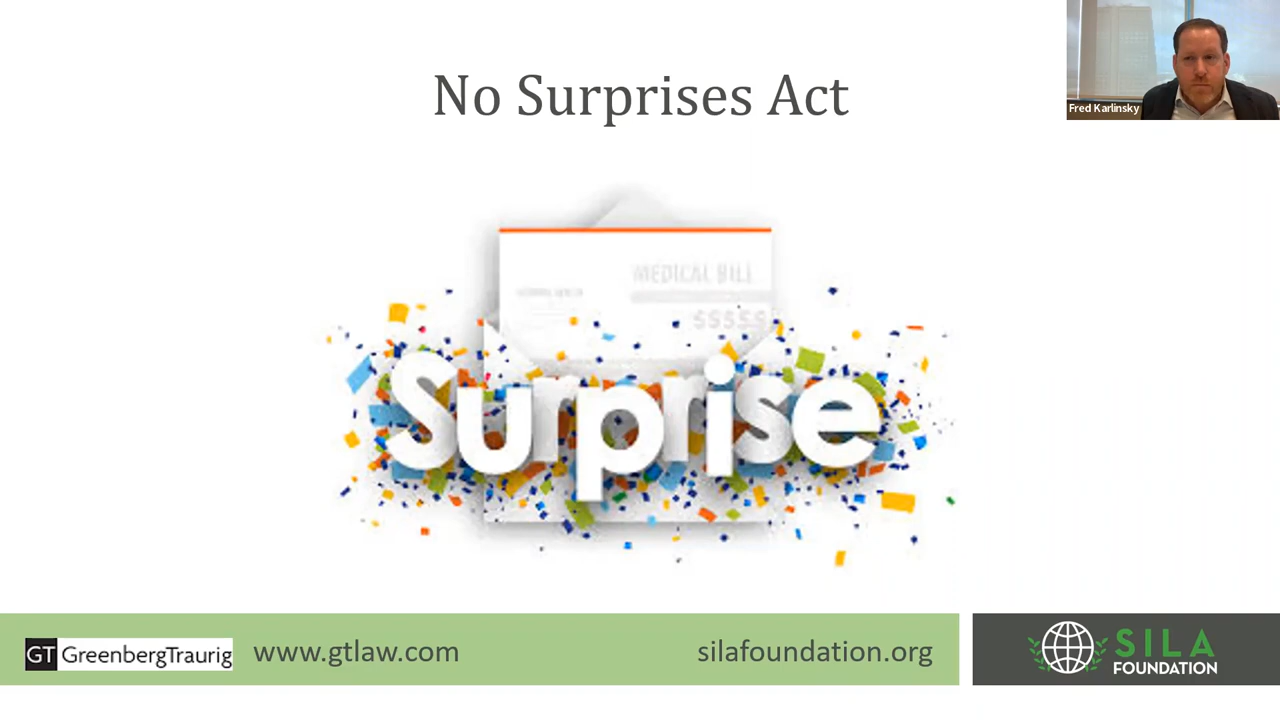 No Surprises Act
Fred Karlinsky
MEDICAL BILL
$$$$$
Surprise
GT GreenbergTraurig
www.gtlaw.com
silafoundation.org
SILA
FOUNDATION